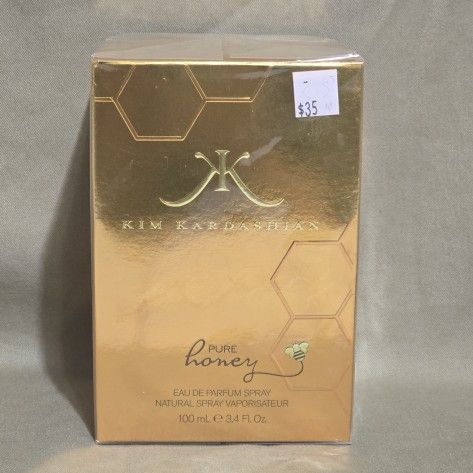 $35
KIM KARDASHIAN
PURE
honey
EAU DE PARFUM SPRAY
NATURAL SPRAY VAPORISATEUR
100 mL ℮ 3.4 Fl. Oz.